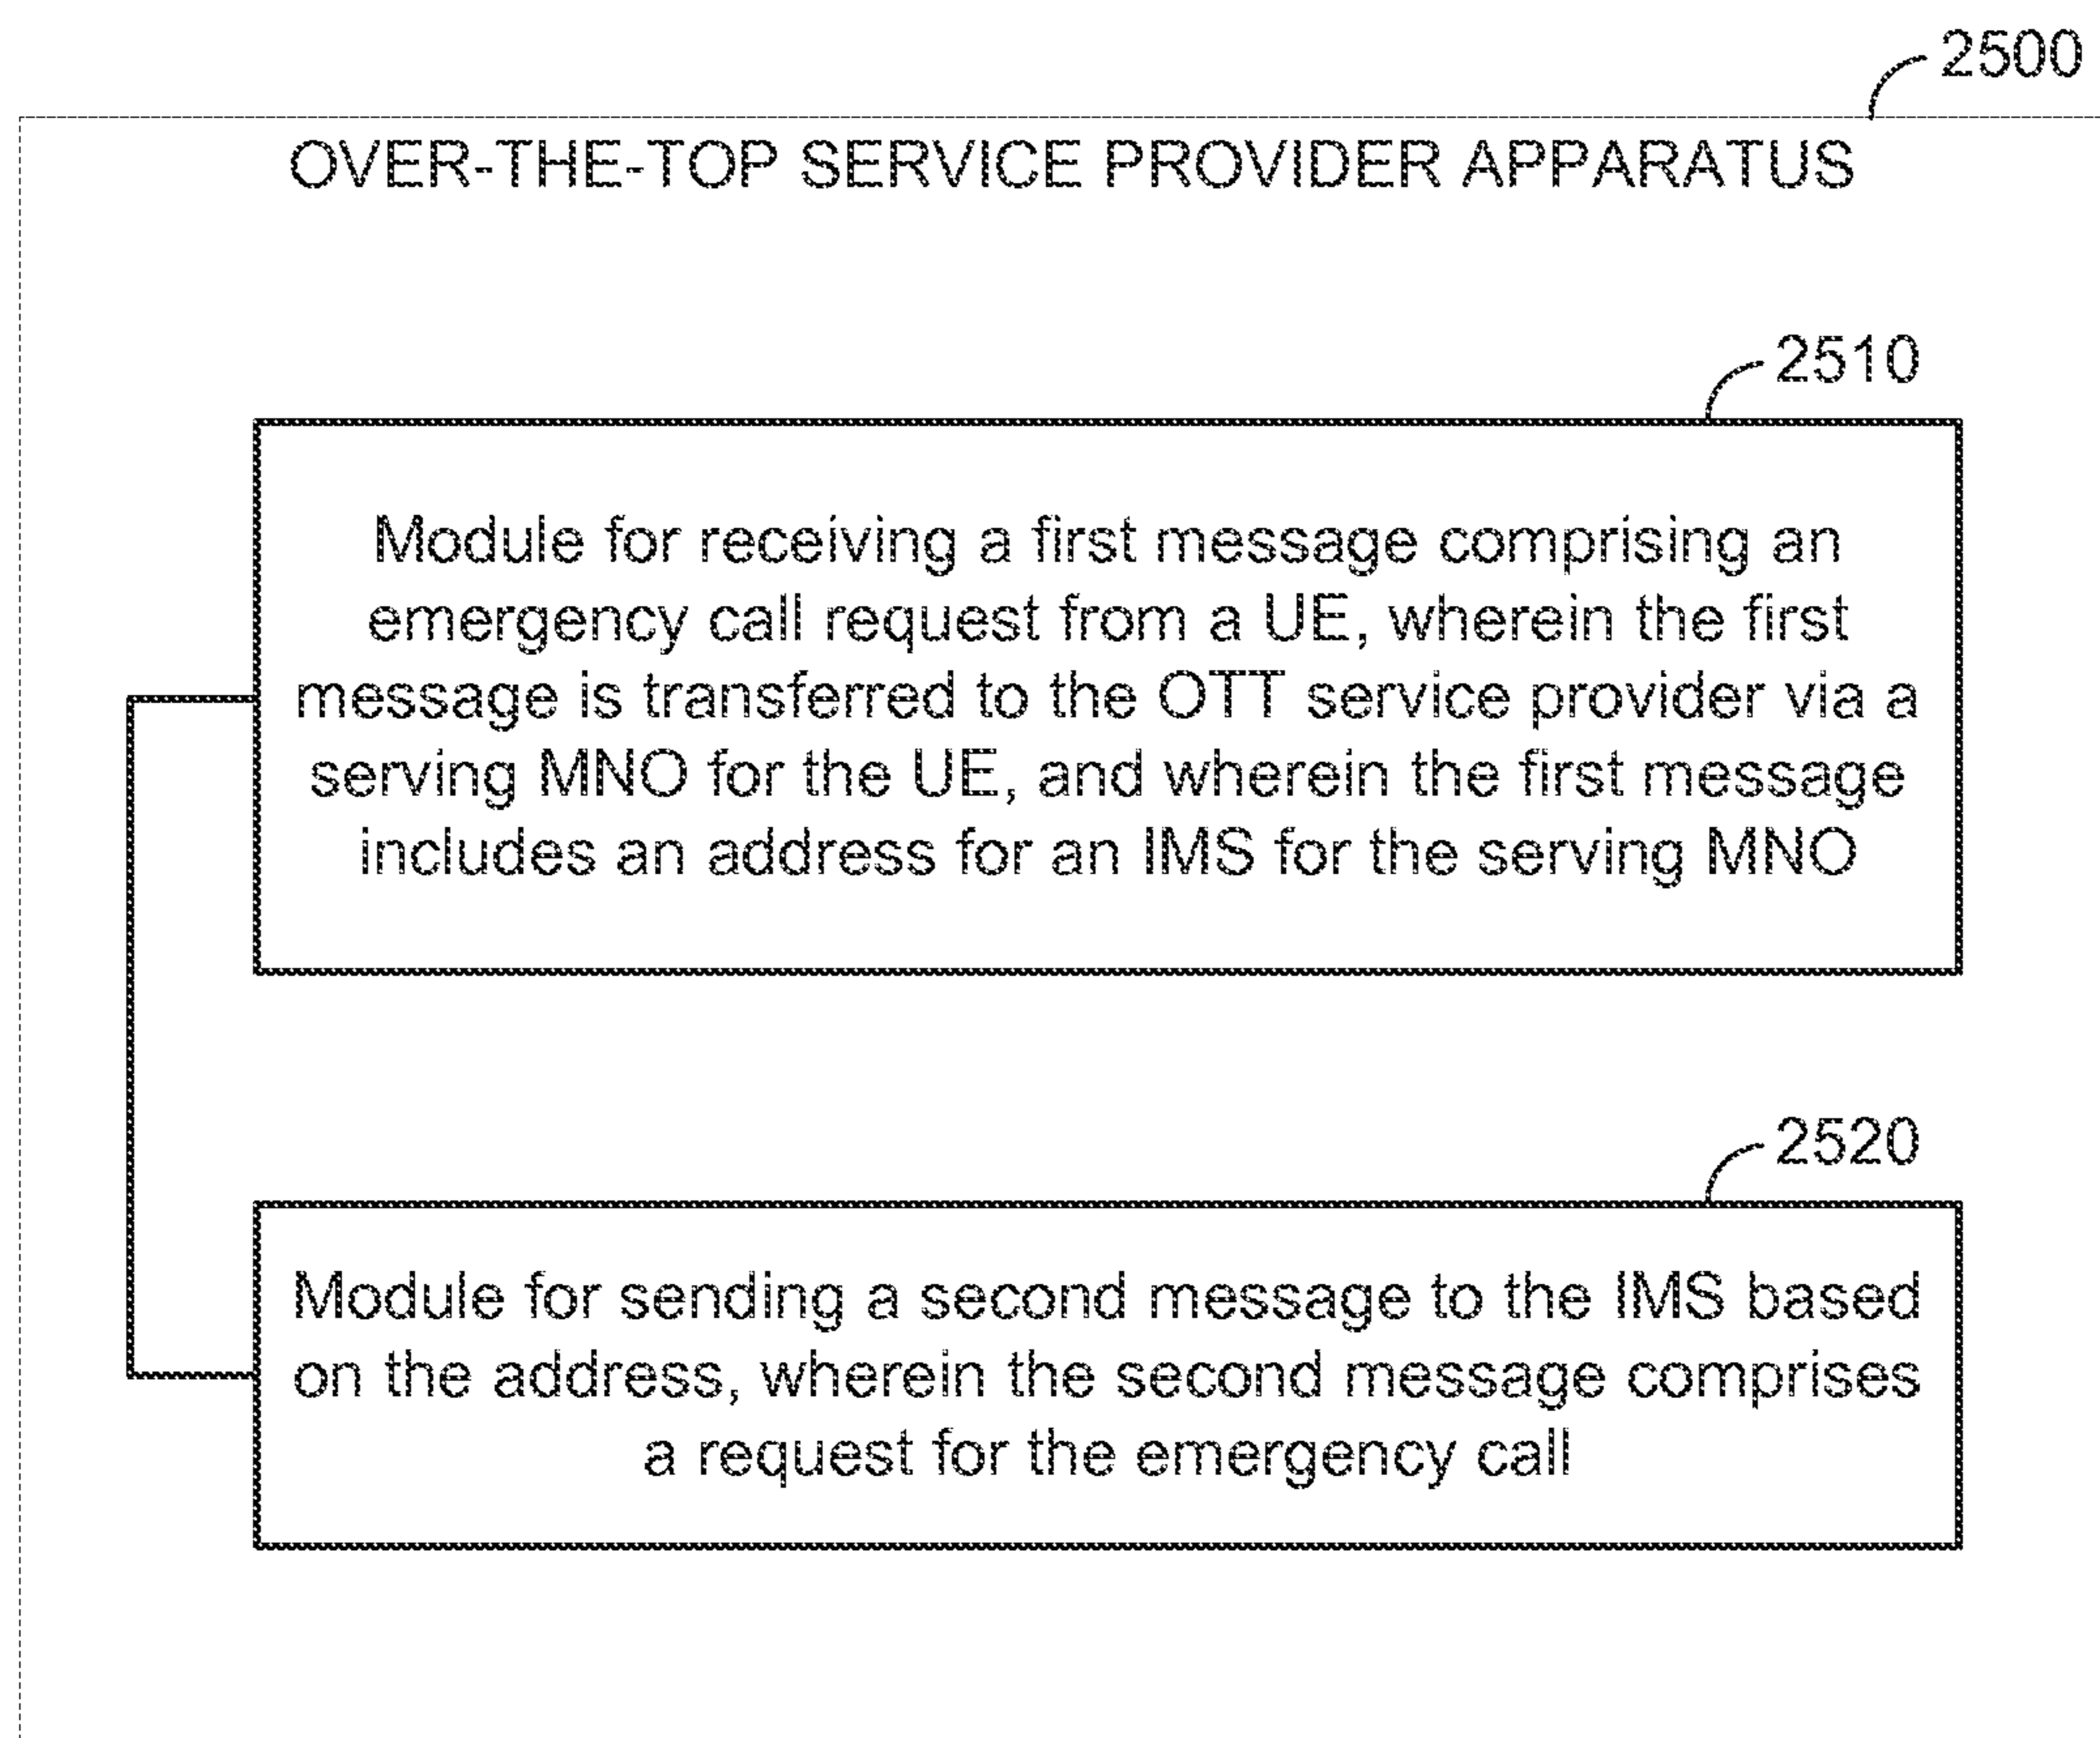 2500
OVER-THE-TOP SERVICE PROVIDER APPARATUS
2510
Module for receiving a first message comprising an
emergency call request from a UE, wherein the first
message is transferred to the OTT service provider via a
serving MNO for the UE, and wherein the first message
includes an address for an IMS for the serving MNO
2520
Module for sending a second message to the IMS based
on the address, wherein the second message comprises
a request for the emergency call